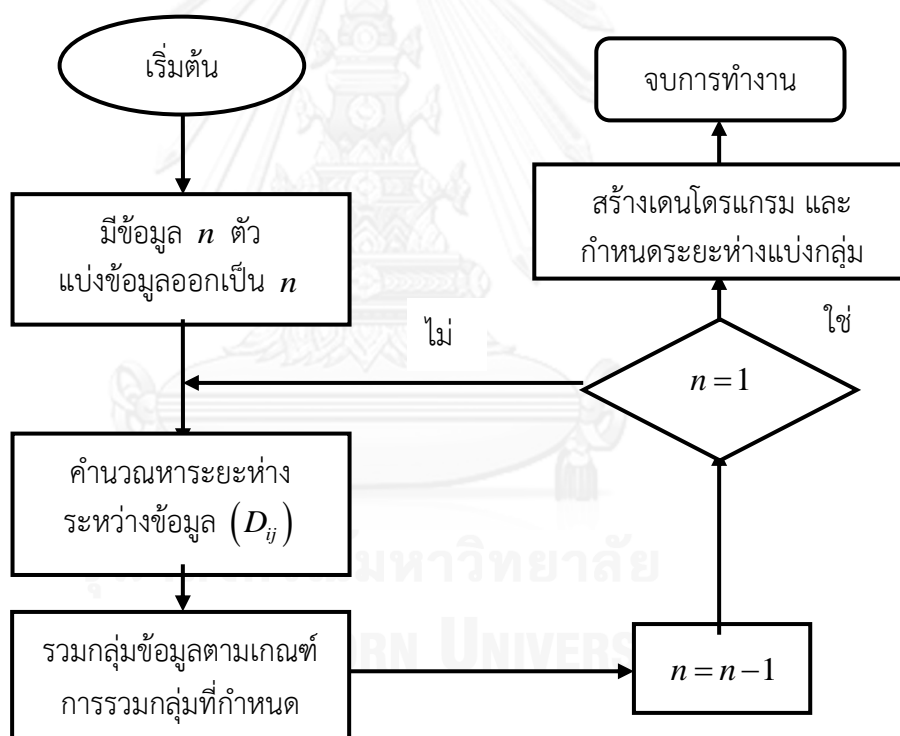 เริ่มต้น
มีข้อมูล n ตัว
แบ่งข้อมูลออกเป็น n
คำนวณหาระยะห่าง
ระหว่างข้อมูล (D_{ij})
รวมกลุ่มข้อมูลตามเกณฑ์
การรวมกลุ่มที่กำหนด
n = n−1
n = 1
ไม่
ใช่
สร้างเดนโดรแกรม และ
กำหนดระยะห่างแบ่งกลุ่ม
จบการทำงาน